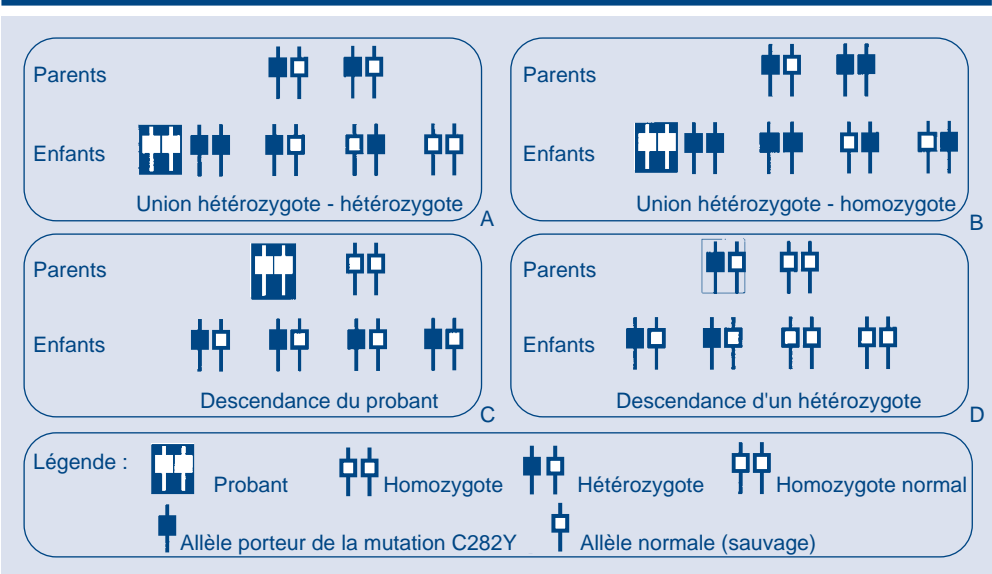 Parents
Enfants
Union hétérozygote - hétérozygote
A
Parents
Enfants
Union hétérozygote - homozygote
B
Parents
Enfants
Descendance du probant
C
Parents
Enfants
Descendance d'un hétérozygote
D
Légende :
Probant
Homozygote
Hétérozygote
Homozygote normal
Allèle porteur de la mutation C282Y
Allèle normale (sauvage)